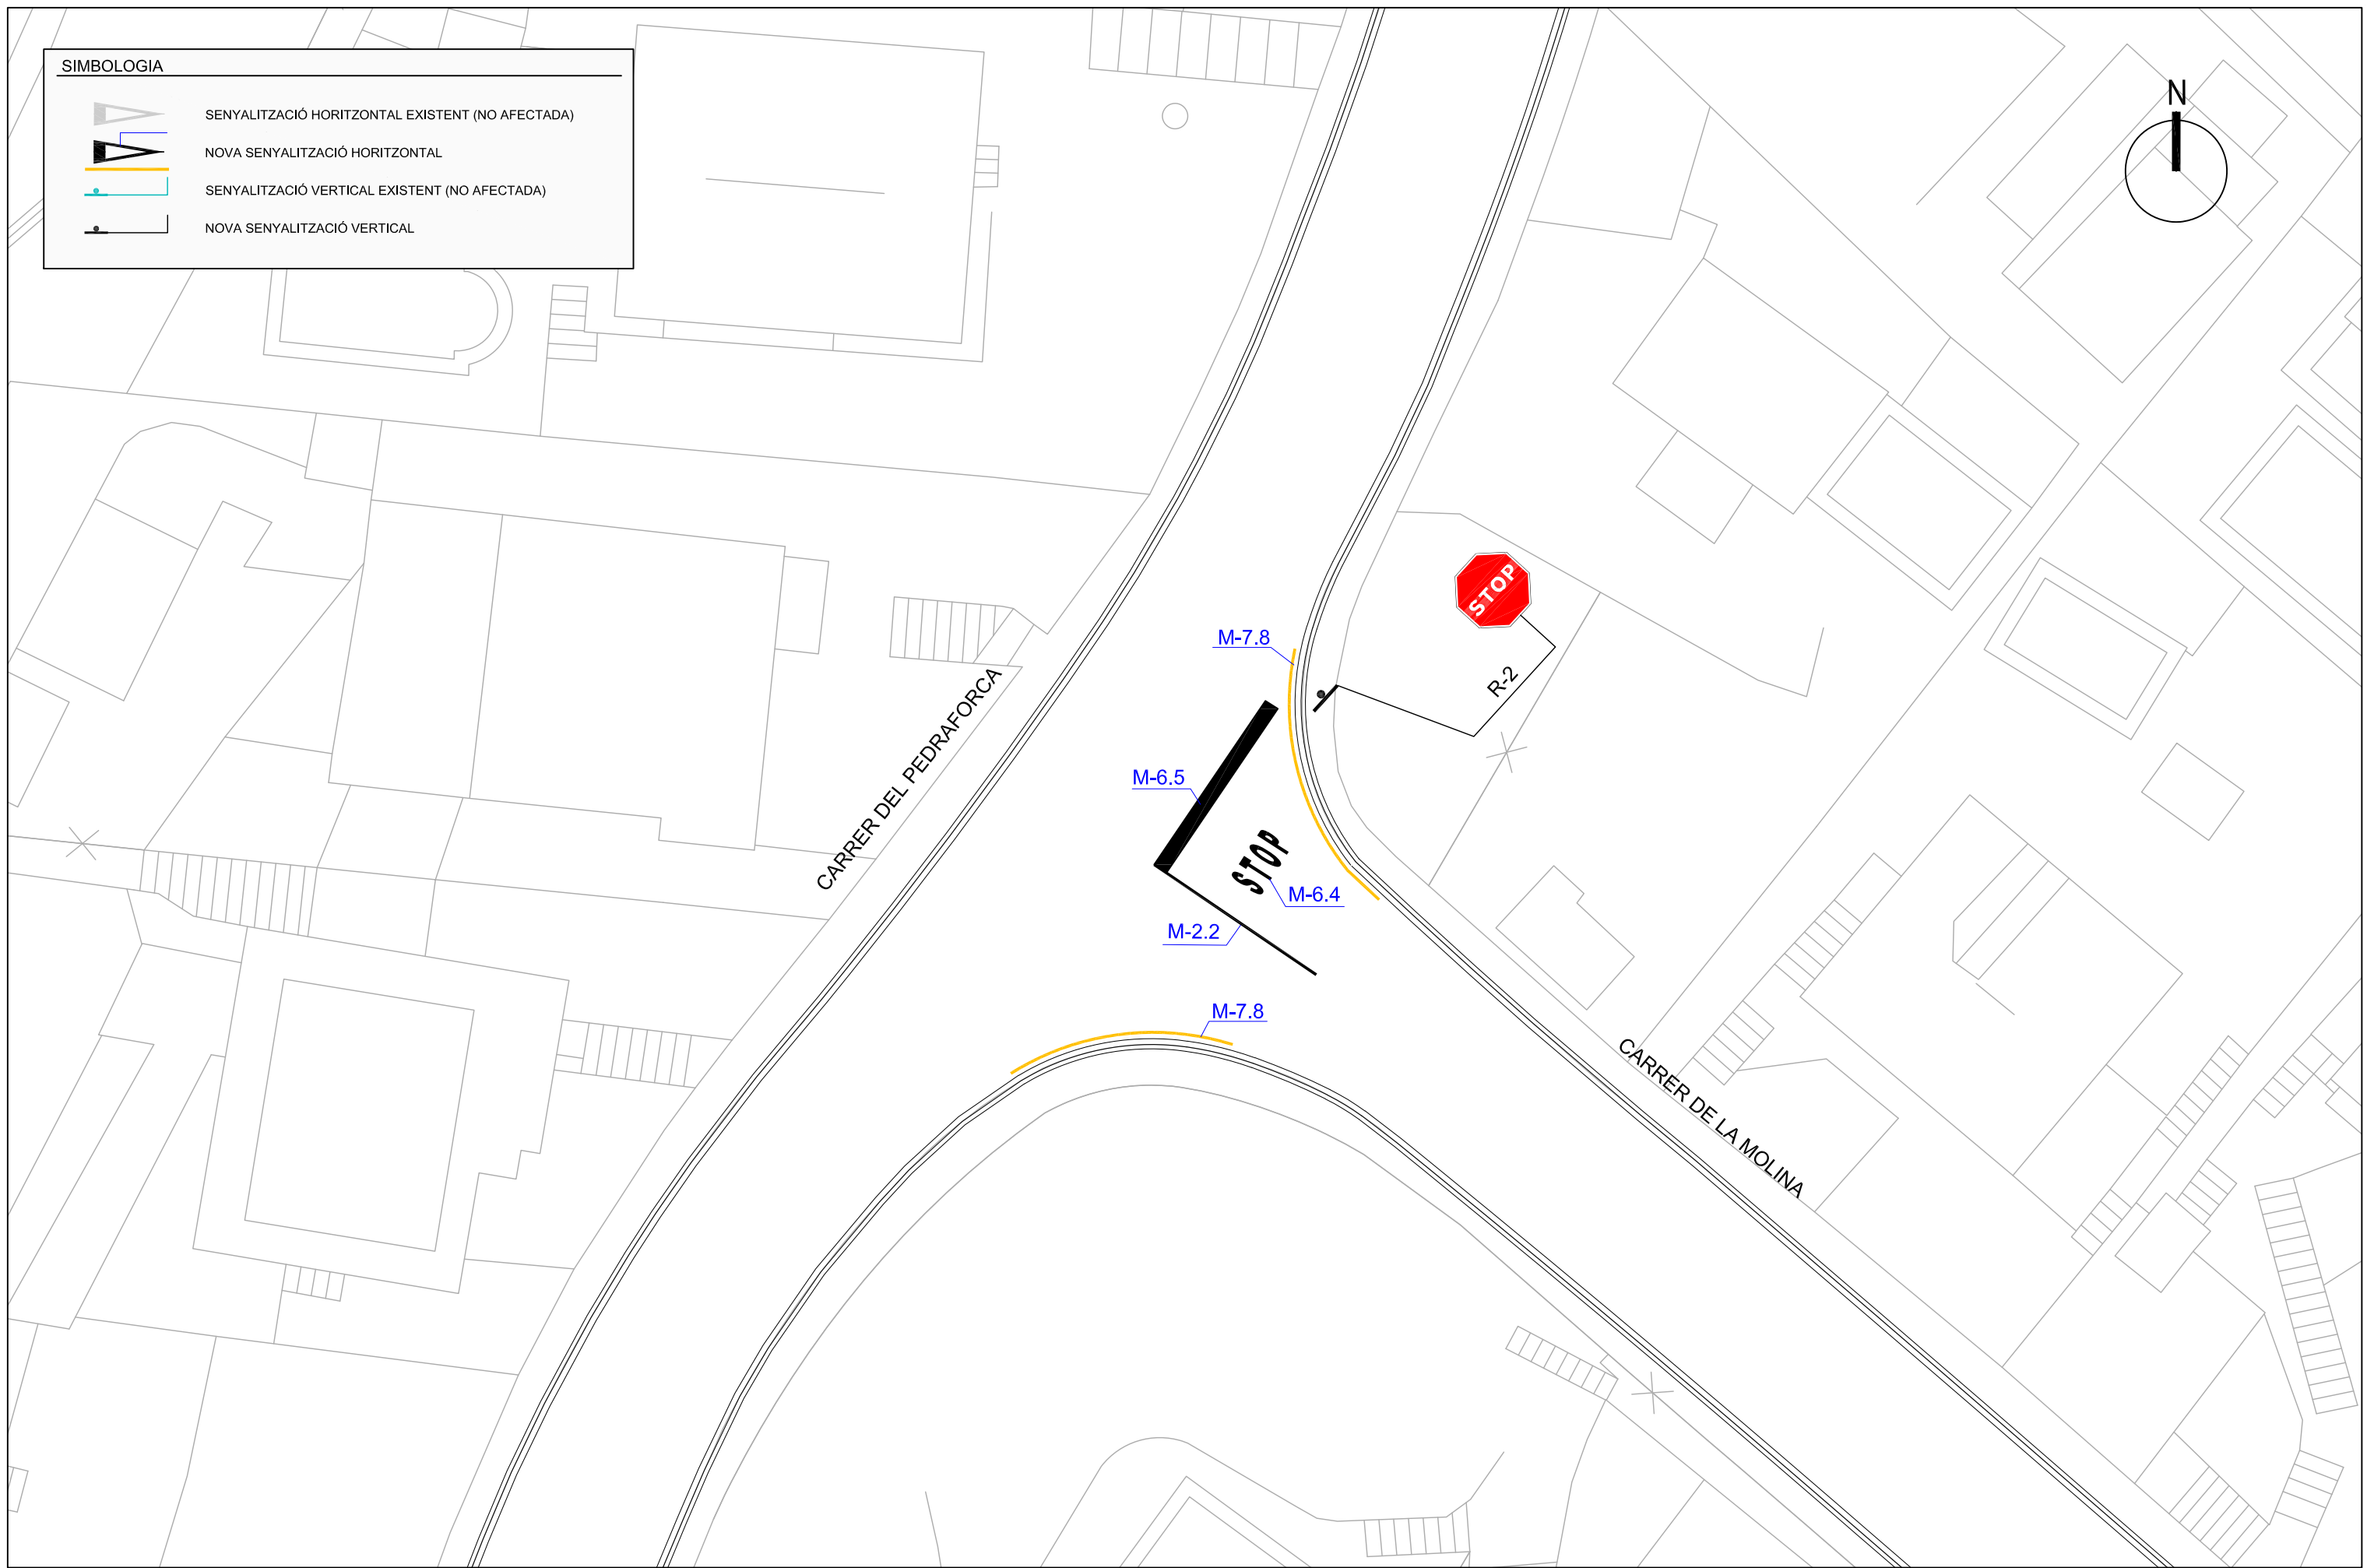 SIMBOLOGIA
SENYALITZACIÓ HORITZONTAL EXISTENT (NO AFECTADA)
NOVA SENYALITZACIÓ HORITZONTAL
SENYALITZACIÓ VERTICAL EXISTENT (NO AFECTADA)
NOVA SENYALITZACIÓ VERTICAL
N
STOP
M-7.8
R-2
CARRER DEL PEDRAFORCA
M-6.5
STOP
M-6.4
M-2.2
M-7.8
CARRER DE LA MOLINA